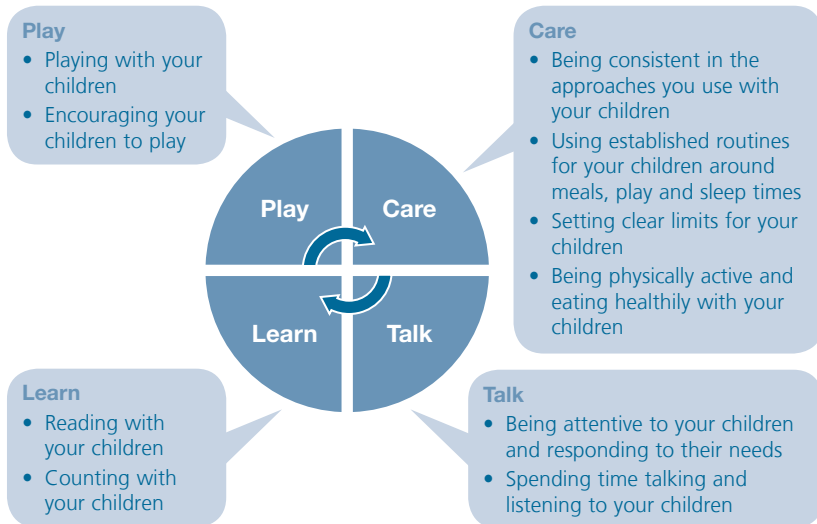 Play
• Playing with your
children
• Encouraging your
children to play
Care
• Being consistent in the
approaches you use with
your children
• Using established routines
for your children around
meals, play and sleep times
• Setting clear limits for your
children
• Being physically active and
eating healthily with your
children
Play
Care
Learn
Talk
Learn
• Reading with
your children
• Counting with
your children
Talk
• Being attentive to your children
and responding to their needs
• Spending time talking and
listening to your children